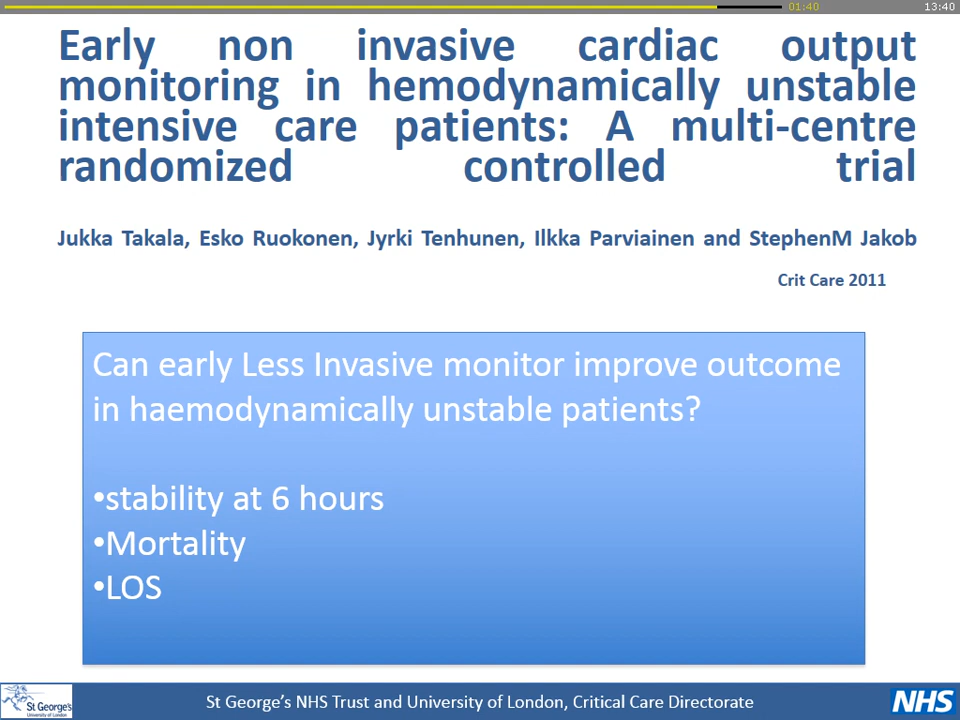 01:40
13:40
Early non invasive cardiac output
monitoring in hemodynamically unstable
intensive care patients: A multi-centre
randomized controlled trial
Jukka Takala, Esko Ruokonen, Jyrki Tenhunen, Ilkka Parviainen and StephenM Jakob
Crit Care 2011
Can early Less Invasive monitor improve outcome
in haemodynamically unstable patients?
•stability at 6 hours
•Mortality
•LOS
St George's
University of London
St George’s NHS Trust and University of London, Critical Care Directorate
NHS